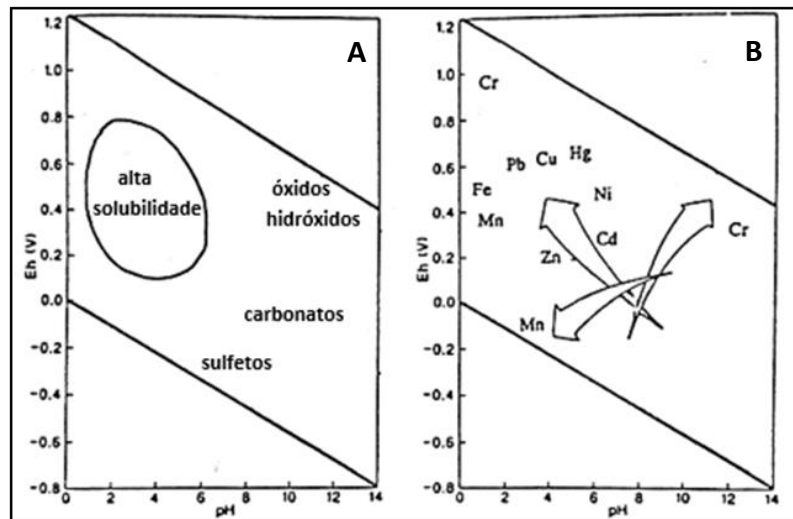 A
1.2
1.0
0.8
0.6
0.4
0.2
0.0
-0.2
-0.4
-0.6
-0.8
Eh (V)
alta
solubilidade
óxidos
hidróxidos
carbonatos
sulfetos
0 2 4 6 8 10 12 14
pH
B
1.2
1.0
0.8
0.6
0.4
0.2
0.0
-0.2
-0.4
-0.6
-0.8
Eh (V)
Cr
Pb Cu Hg
Fe
Ni
Mn
Cr
Cd
Zn
Mn
0 2 4 6 8 10 12 14
pH